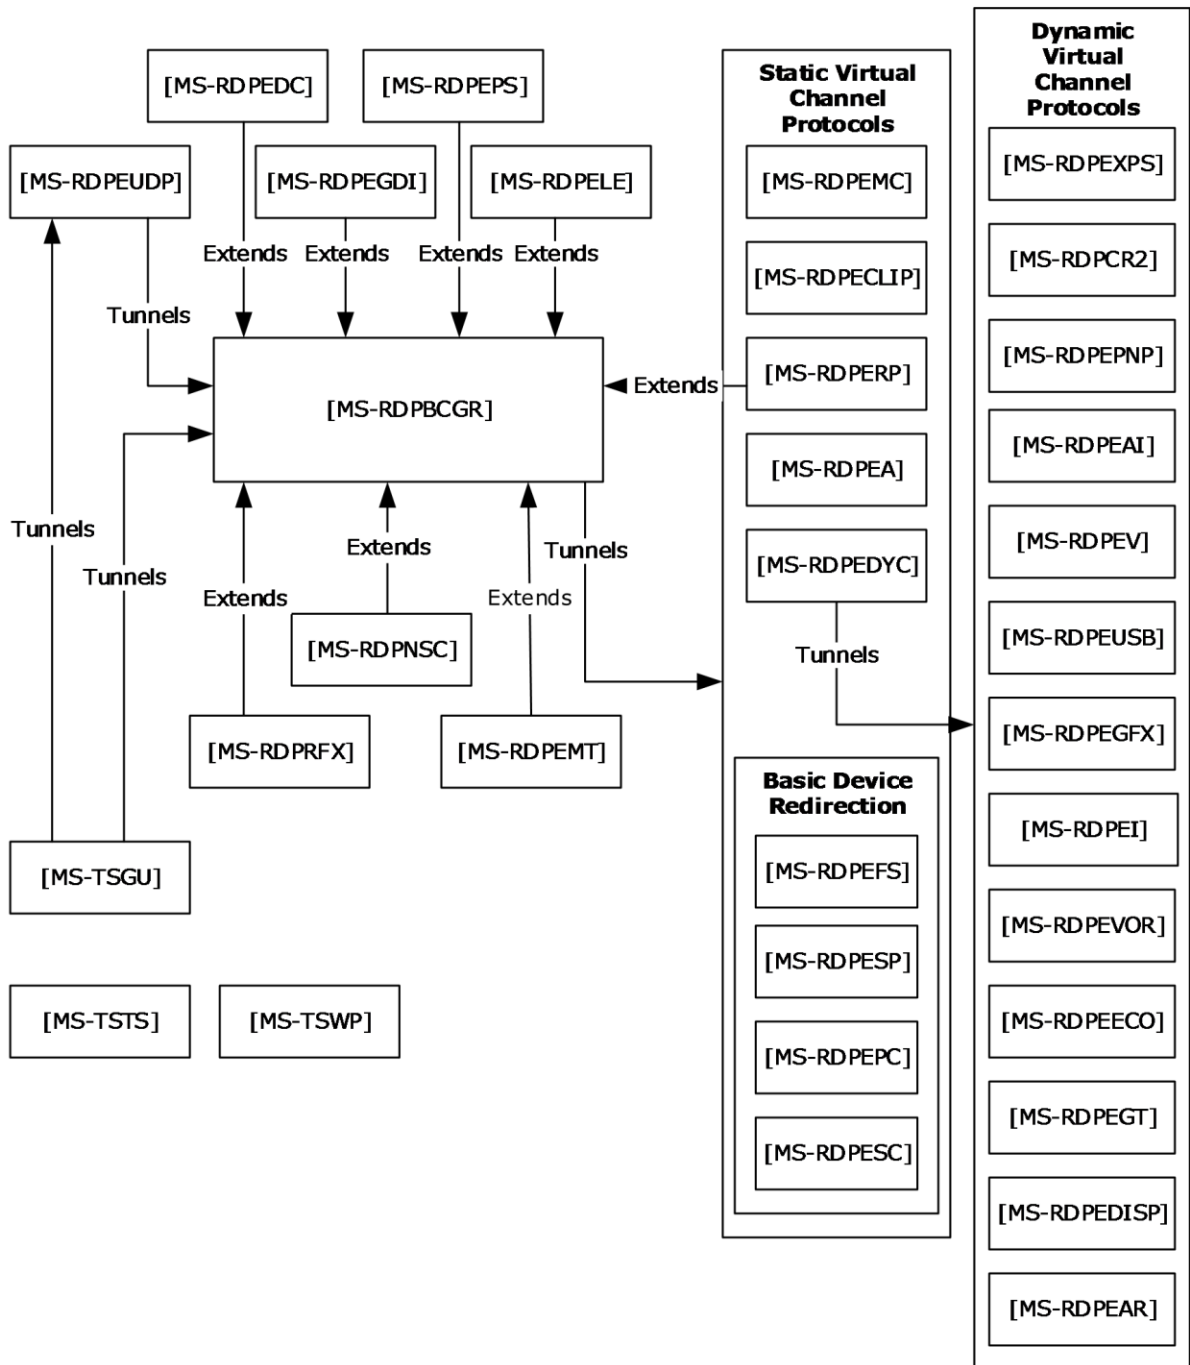 [MS-RDPEDC]
[MS-RDPEPS]
[MS-RDPEUDP]
[MS-RDPEGDI]
[MS-RDPELE]
Extends
Extends
Extends
Extends
Tunnels
[MS-RDPBCGR]
Extends
Tunnels
Tunnels
Extends
Extends
Extends
Tunnels
[MS-RDPNSC]
[MS-RDPRFX]
[MS-RDPEMT]
[MS-TSGU]
[MS-TSTS]
[MS-TSWP]
Static Virtual
Channel
Protocols
[MS-RDPEMC]
[MS-RDPECLIP]
[MS-RDPERP]
[MS-RDPEA]
[MS-RDPEDYC]
Tunnels
Basic Device
Redirection
[MS-RDPEFS]
[MS-RDPESP]
[MS-RDPEPC]
[MS-RDPESC]
Dynamic
Virtual
Channel
Protocols
[MS-RDPEXPS]
[MS-RDPCR2]
[MS-RDPEPNP]
[MS-RDPEAI]
[MS-RDPEV]
[MS-RDPEUSB]
[MS-RDPEGFX]
[MS-RDPEI]
[MS-RDPEVOR]
[MS-RDPEECO]
[MS-RDPEGT]
[MS-RDPEDISP]
[MS-RDPEAR]